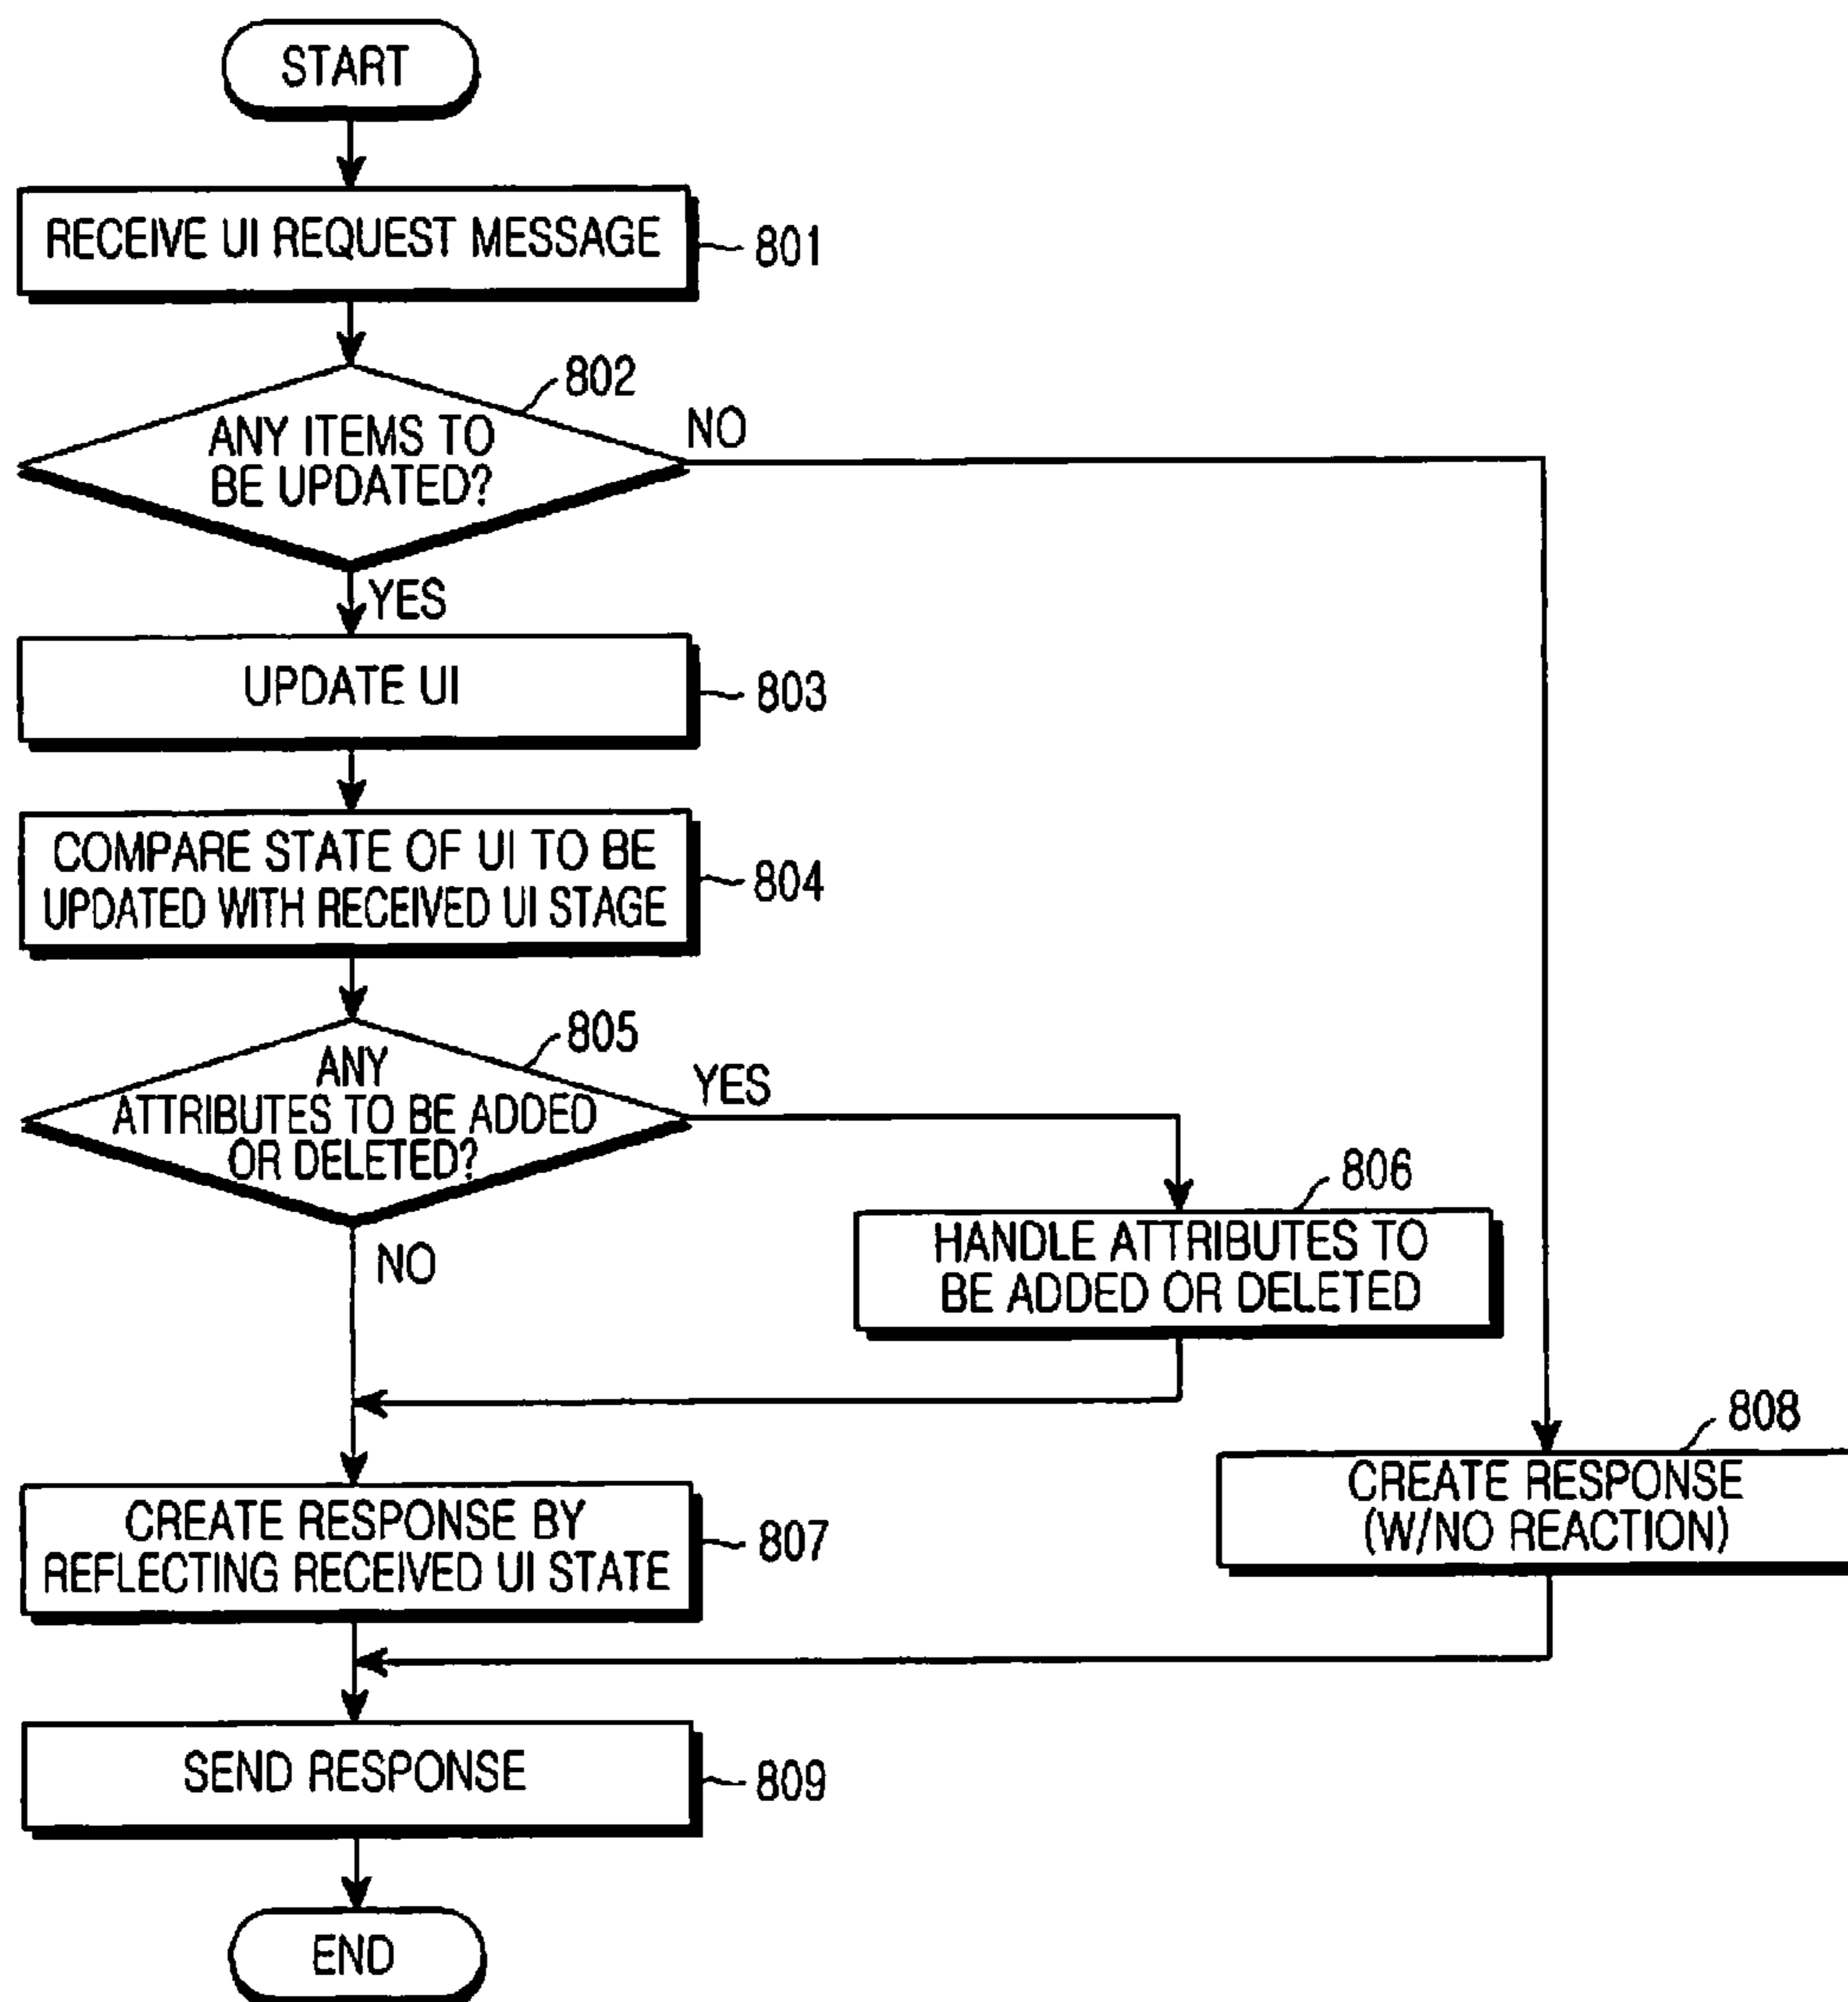 START
RECEIVE UI REQUEST MESSAGE
801
802
ANY ITEMS TO
BE UPDATED?
NO
YES
UPDATE UI
803
COMPARE STATE OF UI TO BE
UPDATED WITH RECEIVED UI STAGE
804
805
ANY
ATTRIBUTES TO BE ADDED
OR DELETED?
YES
NO
806
HANDLE ATTRIBUTES TO
BE ADDED OR DELETED
808
CREATE RESPONSE
(W/NO REACTION)
CREATE RESPONSE BY
REFLECTING RECEIVED UI STATE
807
SEND RESPONSE
809
END